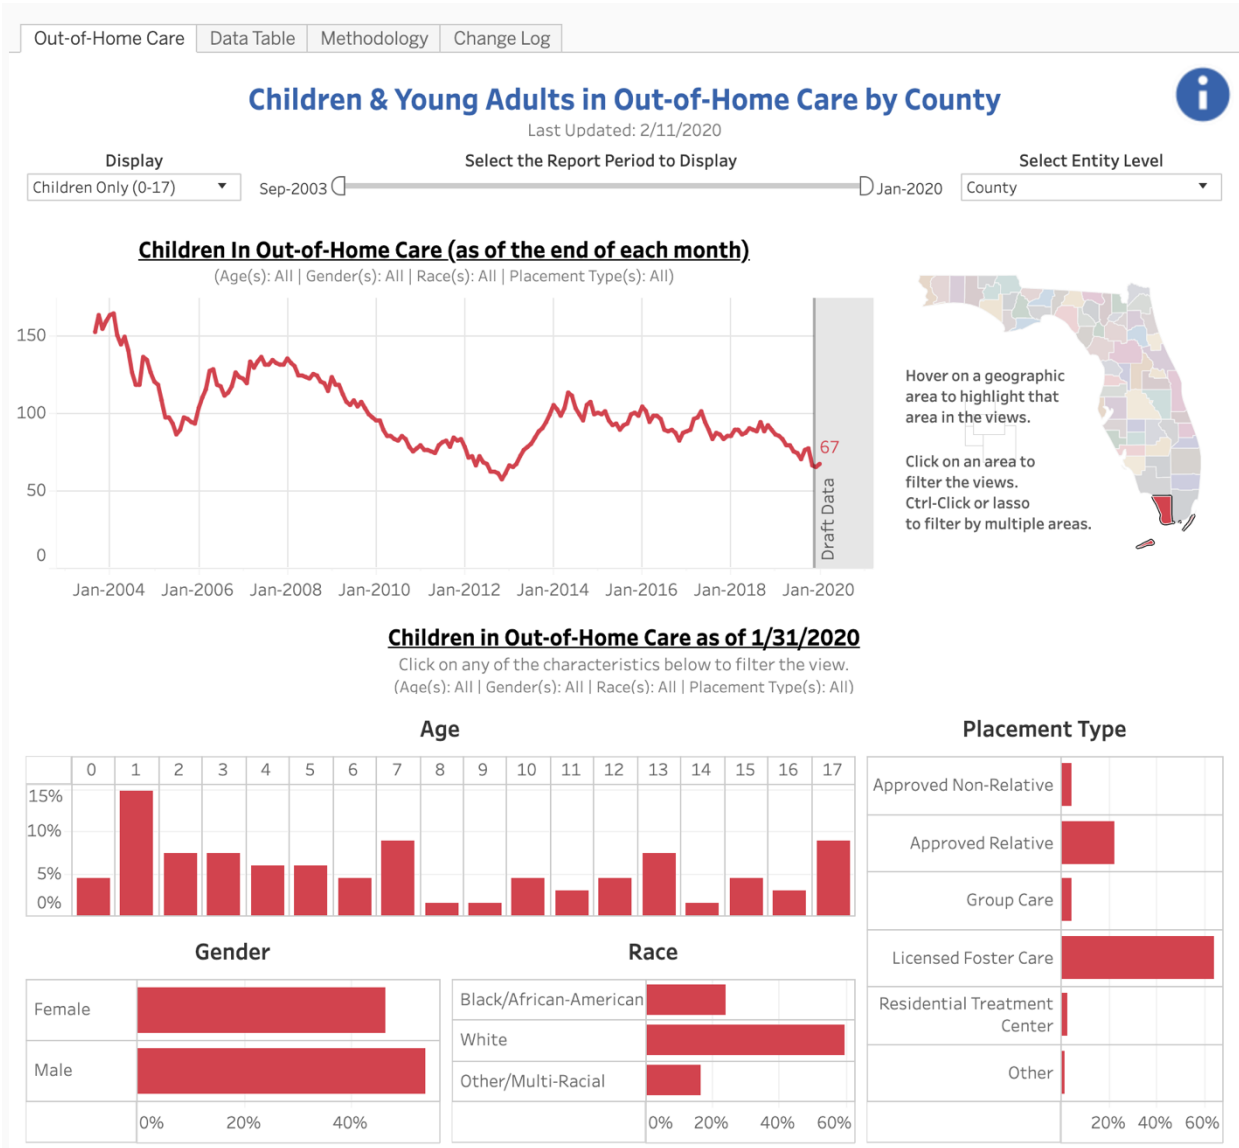 Out-of-Home Care Data Table Methodology Change Log
Children & Young Adults in Out-of-Home Care by County
Last Updated: 2/11/2020
Display
Children Only (0-17)
Select the Report Period to Display
Sep-2003
Jan-2020
Select Entity Level
County
Children In Out-of-Home Care (as of the end of each month)
(Age(s): All | Gender(s): All | Race(s): All | Placement Type(s): All)
150
100
50
0
67
Draft Data
Jan-2004 Jan-2006 Jan-2008 Jan-2010 Jan-2012 Jan-2014 Jan-2016 Jan-2018 Jan-2020
Hover on a geographic
area to highlight that
area in the views.
Click on an area to
filter the views.
Ctrl-Click or lasso
to filter by multiple areas.
Children in Out-of-Home Care as of 1/31/2020
Click on any of the characteristics below to filter the view.
(Age(s): All | Gender(s): All | Race(s): All | Placement Type(s): All)
Age
0 1 2 3 4 5 6 7 8 9 10 11 12 13 14 15 16 17
15%
10%
5%
0%
Gender
Female
Male
0% 20% 40%
Race
Black/African-American
White
Other/Multi-Racial
0% 20% 40% 60%
Placement Type
Approved Non-Relative
Approved Relative
Group Care
Licensed Foster Care
Residential Treatment
Center
Other
20% 40% 60%